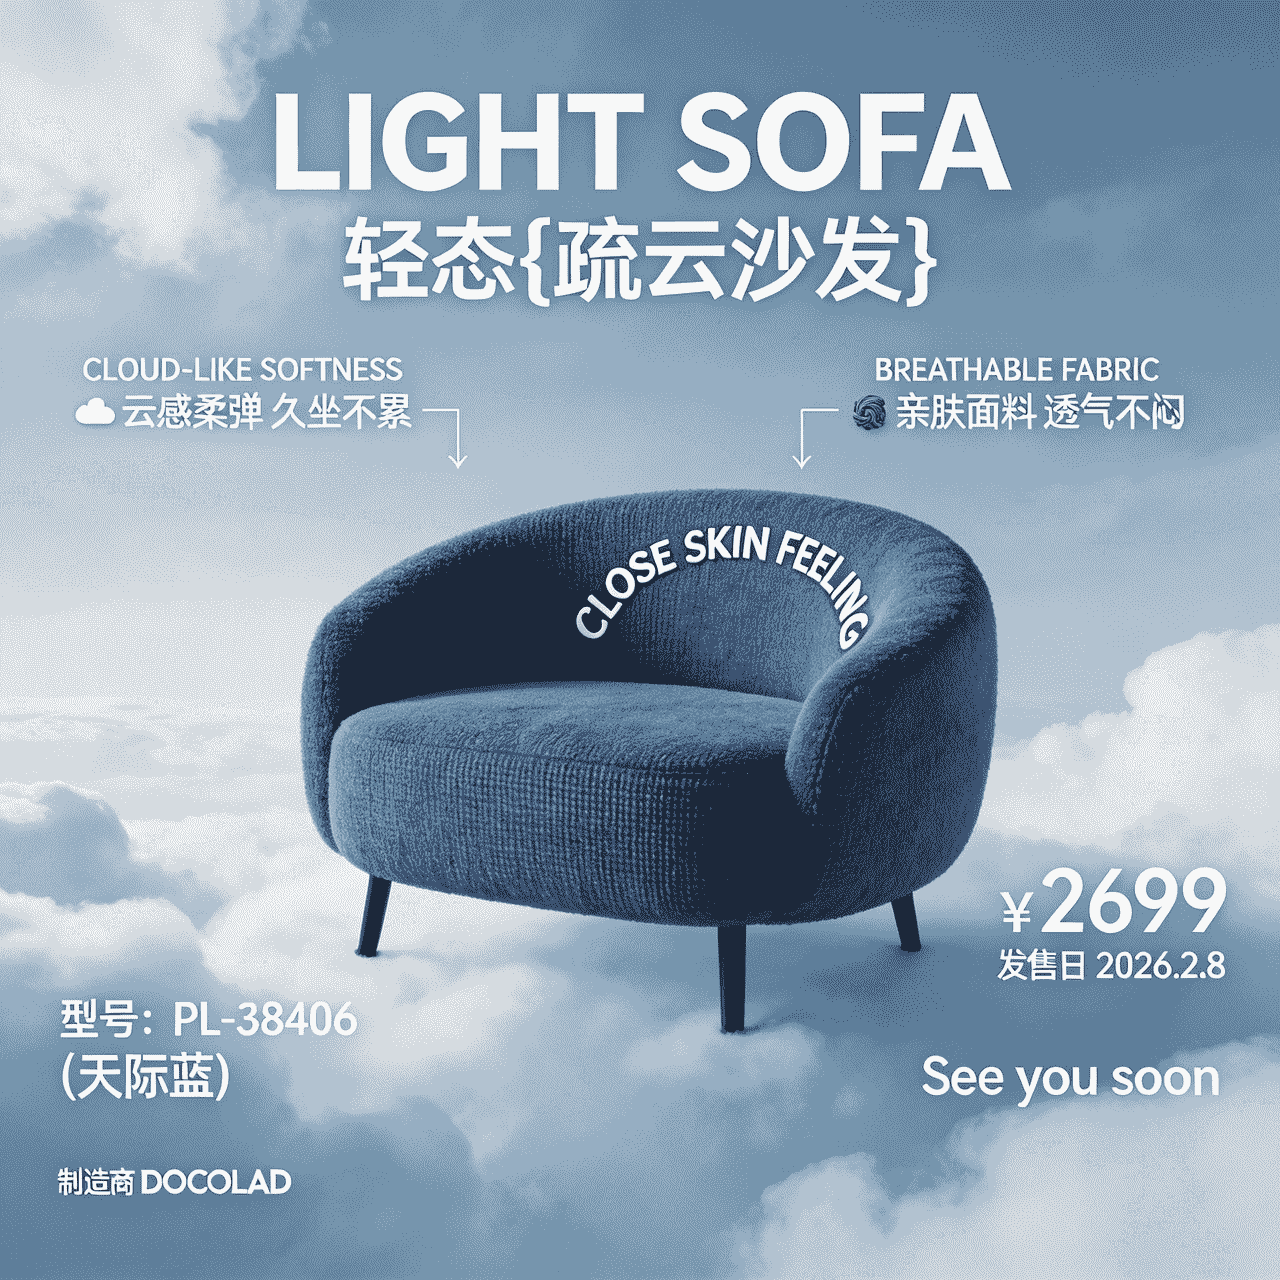 LIGHT SOFA
轻态{疏云沙发}
CLOUD-LIKE SOFTNESS
云感柔弹 久坐不累
BREATHABLE FABRIC
亲肤面料 透气不闷
CLOSE SKIN FEELING
¥2699
发售日 2026.2.8
型号：PL-38406
(天际蓝)
See you soon
制造商 DOCOLAD